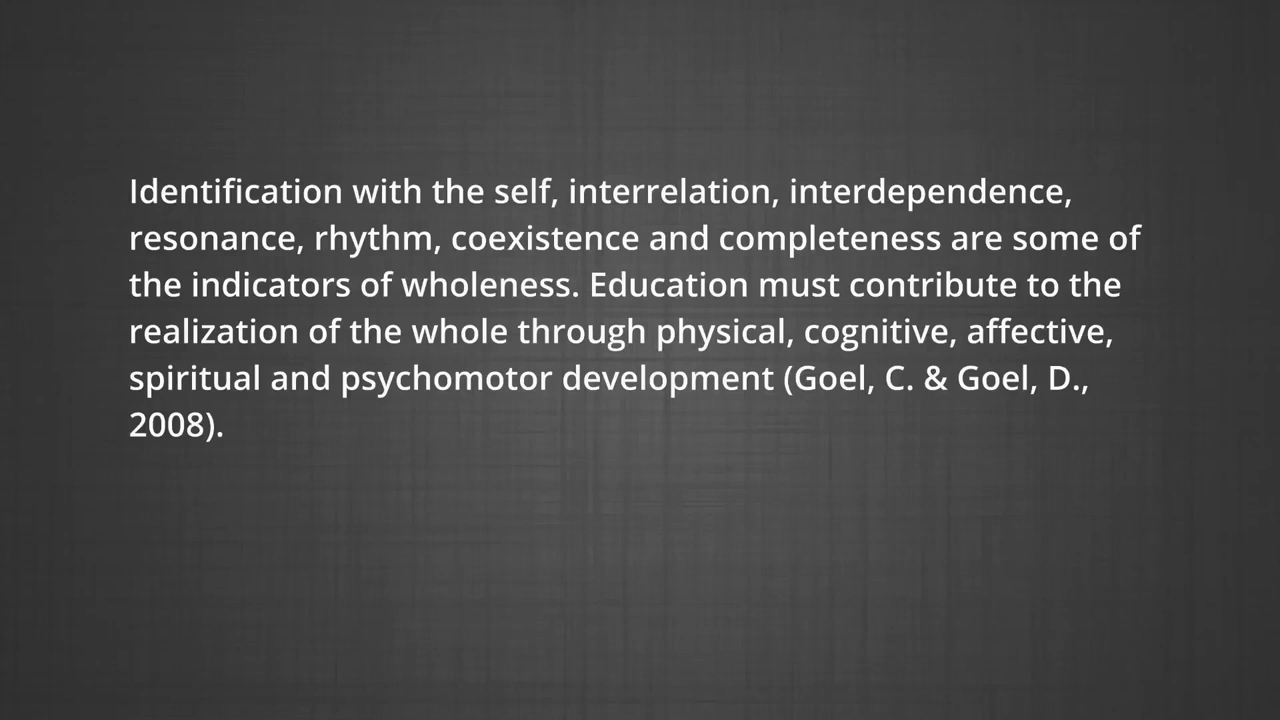 Identification with the self, interrelation, interdependence,
resonance, rhythm, coexistence and completeness are some of
the indicators of wholeness. Education must contribute to the
realization of the whole through physical, cognitive, affective,
spiritual and psychomotor development (Goel, C. & Goel, D.,
2008).